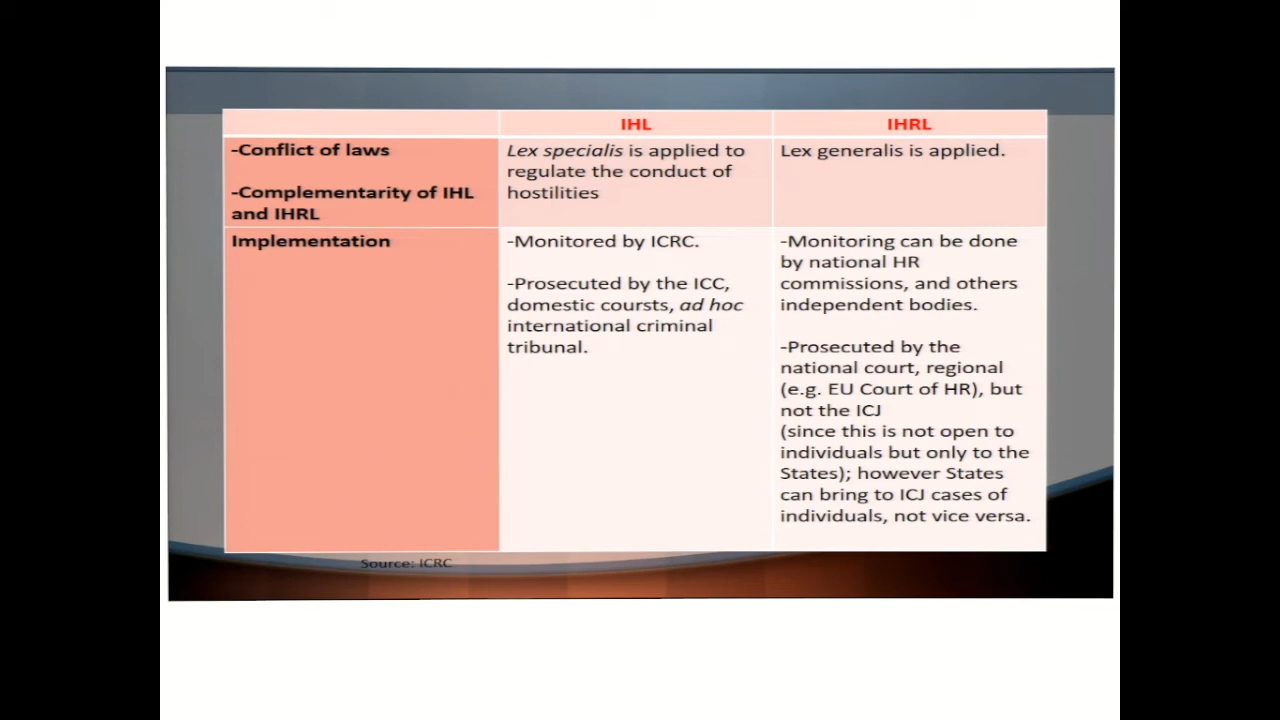 IHL
IHRL
-Conflict of laws
-Complementarity of IHL
and IHRL
Lex specialis is applied to
regulate the conduct of
hostilities
Lex generalis is applied.
Implementation
-Monitored by ICRC.
-Prosecuted by the ICC,
domestic coursts, ad hoc
international criminal
tribunal.
-Monitoring can be done
by national HR
commissions, and others
independent bodies.
-Prosecuted by the
national court, regional
(e.g. EU Court of HR), but
not the ICJ
(since this is not open to
individuals but only to the
States); however States
can bring to ICJ cases of
individuals, not vice versa.
Source: ICRC